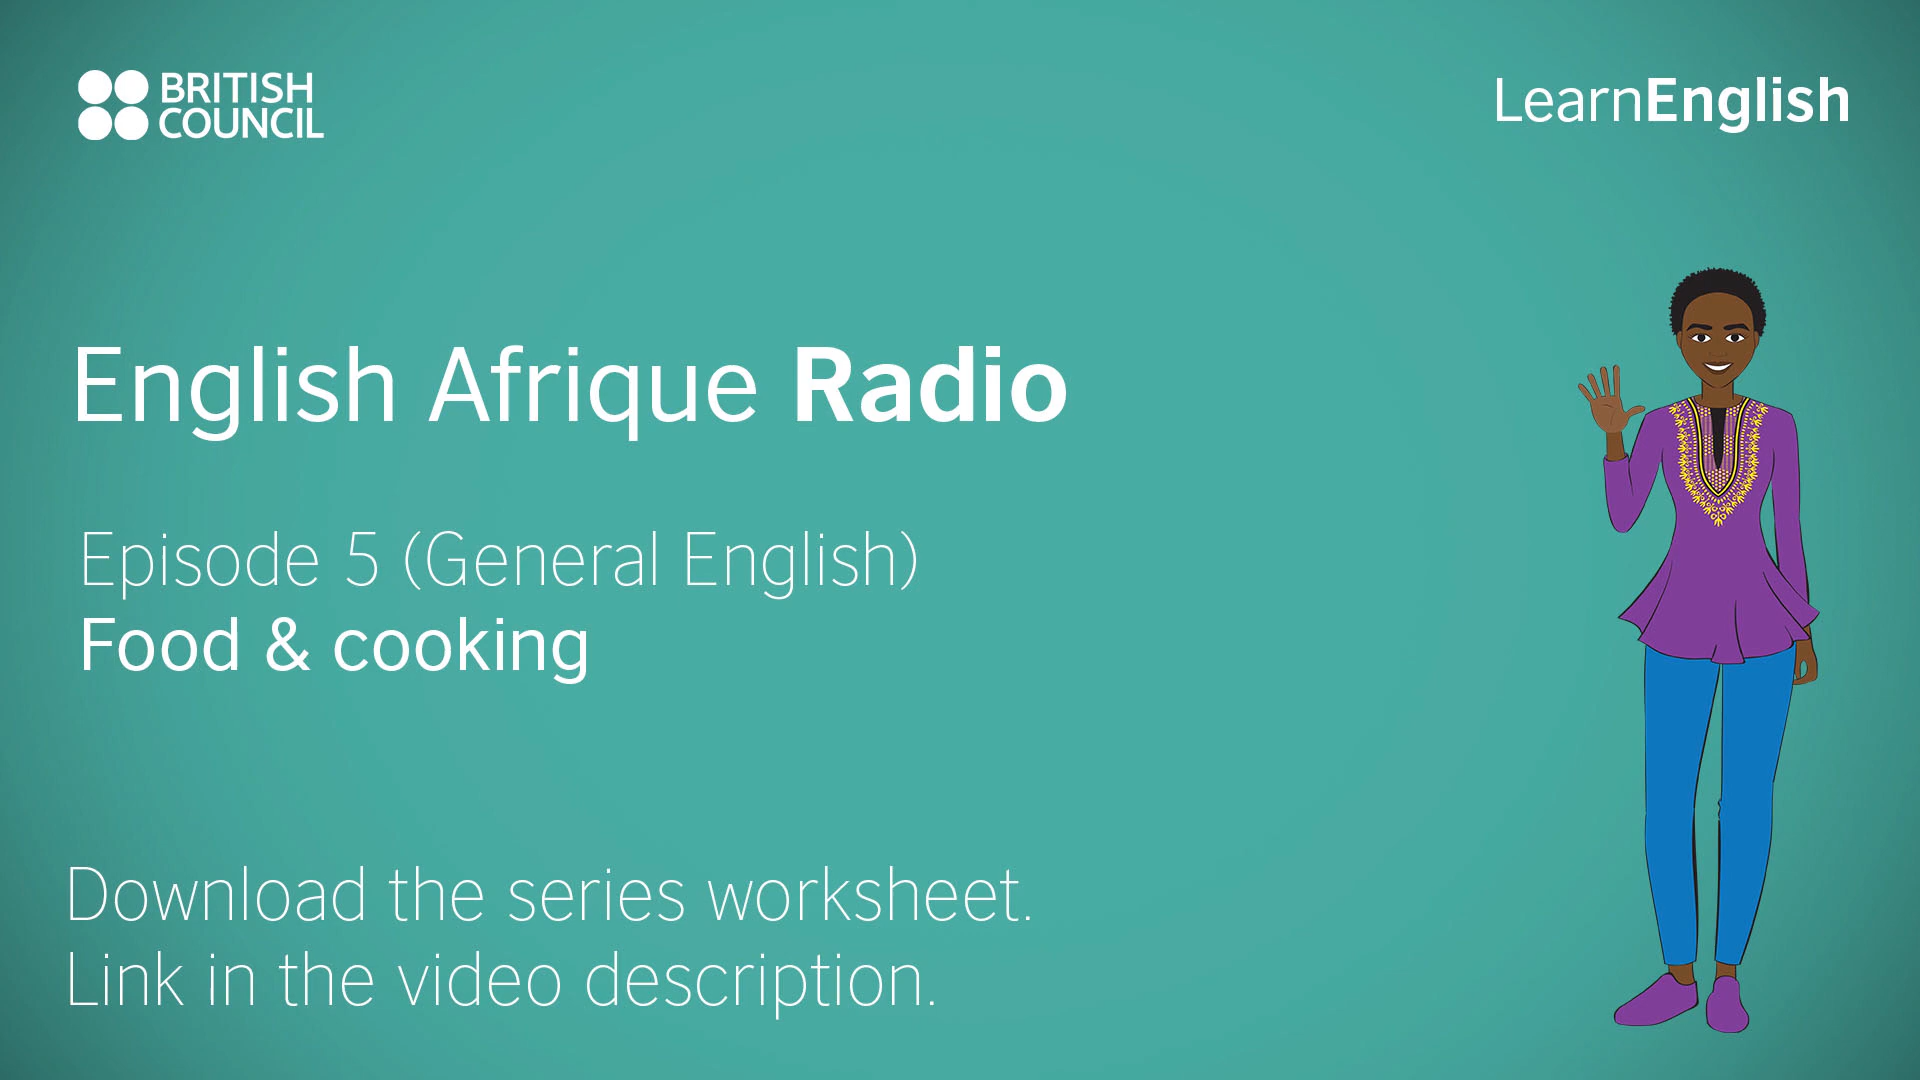 BRITISH
COUNCIL
LearnEnglish
English Afrique Radio
Episode 5 (General English)
Food & cooking
Download the series worksheet.
Link in the video description.